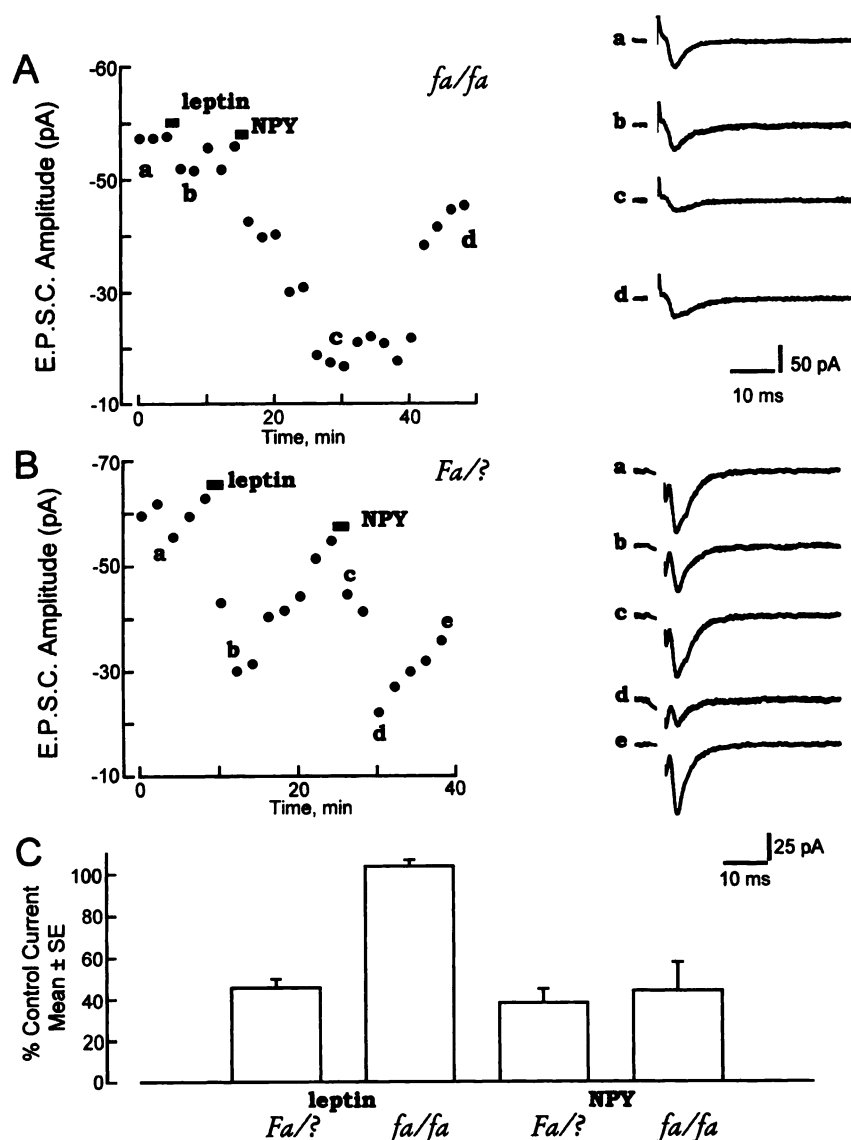 A
fa/fa
E.P.S.C. Amplitude (pA)
-60
-50
-30
-10
leptin
NPY
a
b
c
d
0
20
40
Time, min
a
b
c
d
50 pA
10 ms
B
Fa/?
E.P.S.C. Amplitude (pA)
-70
-50
-30
-10
leptin
NPY
a
b
c
d
e
0
20
40
Time, min
a
b
c
d
e
25 pA
10 ms
C
% Control Current
Mean ± SE
100
80
60
40
20
0
leptin
NPY
Fa/? fa/fa Fa/? fa/fa